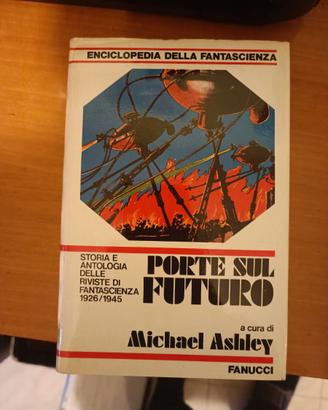 ENCICLOPEDIA DELLA FANTASCIENZA
STORIA E
ANTOLOGIA
DELLE
RIVISTE DI
FANTASCIENZA
1926/1945
PORTE SUL
FUTURO
a cura di
Michael Ashley
FANUCCI